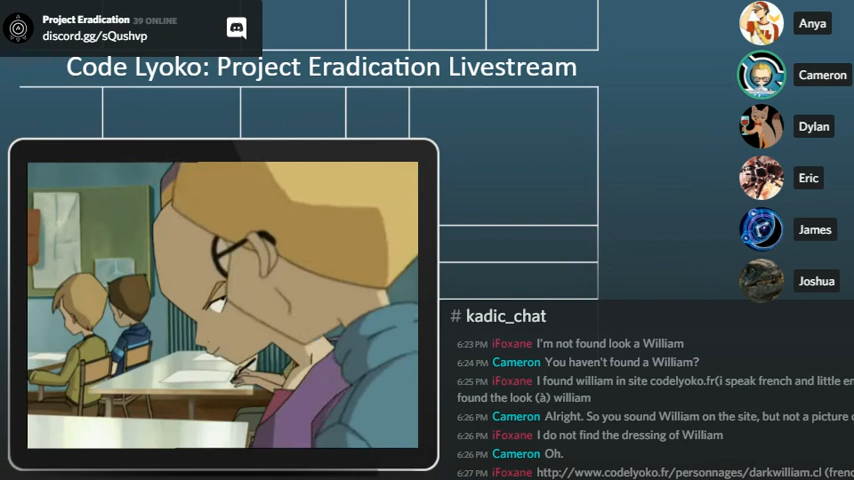 Project Eradication 39 ONLINE
discord.gg/sQushvp
Code Lyoko: Project Eradication Livestream
Anya
Cameron
Dylan
Eric
James
Joshua
# kadic_chat
6:23 PM iFoxane I'm not found look a William
6:24 PM Cameron You haven't found a William?
6:25 PM iFoxane I found william in site codelyoko.fr(i speak french and little en
found the look (à) william
6:26 PM Cameron Alright. So you sound William on the site, but not a picture
6:26 PM iFoxane I do not find the dressing of William
6:26 PM Cameron Oh.
6:27 PM iFoxane http://www.codelyoko.fr/personnages/darkwilliam.cl (fren